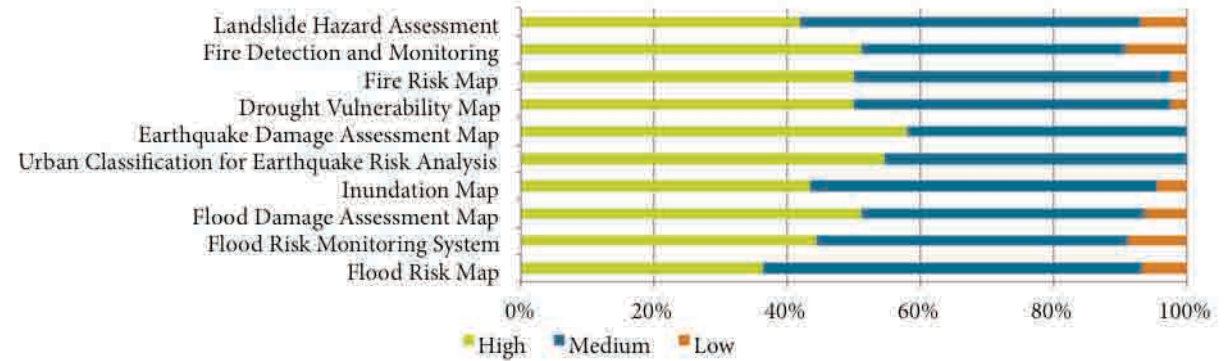 Landslide Hazard Assessment
Fire Detection and Monitoring
Fire Risk Map
Drought Vulnerability Map
Earthquake Damage Assessment Map
Urban Classification for Earthquake Risk Analysis
Inundation Map
Flood Damage Assessment Map
Flood Risk Monitoring System
Flood Risk Map
0% 20% 40% 60% 80% 100%
High Medium Low